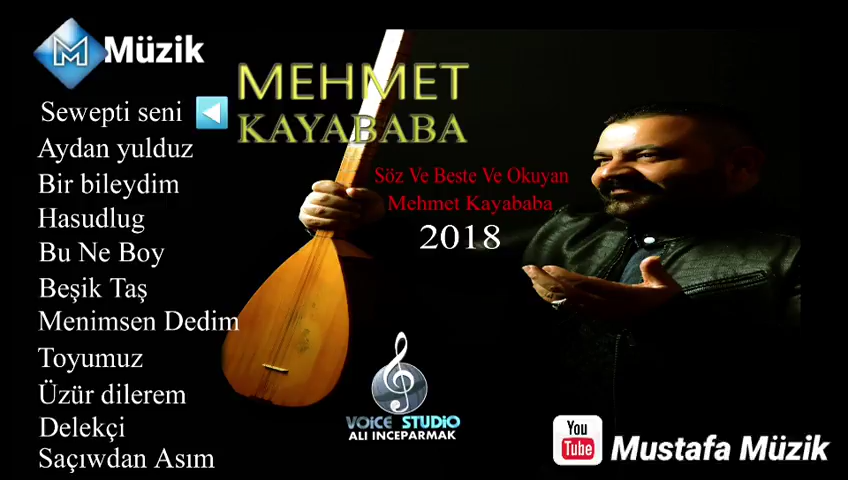 M Müzik
MEHMET
KAYABABA
Söz Ve Beste Ve Okuyan
Mehmet Kayababa
2018
Sewepti seni
Aydan yulduz
Bir bileydim
Hasudlug
Bu Ne Boy
Beşik Taş
Menimsen Dedim
Toyumuz
Üzür dilerem
Delekçi
Saçıwdan Asım
VOiCE STUDiO
ALI INCEPARMAK
You
Tube
Mustafa Müzik